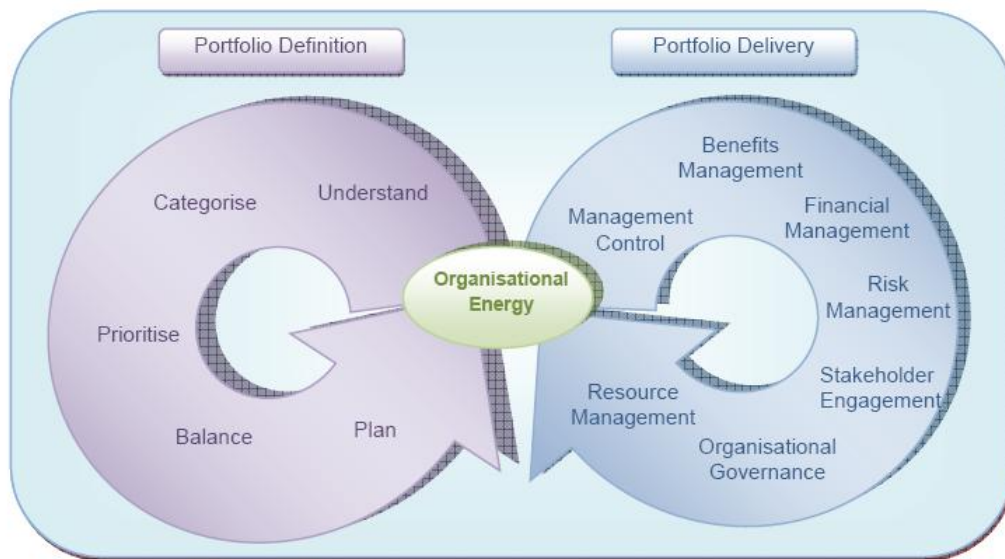 Portfolio Definition
Portfolio Delivery
Understand
Categorise
Prioritise
Balance
Plan
Organisational
Energy
Management
Control
Benefits
Management
Financial
Management
Risk
Management
Stakeholder
Engagement
Organisational
Governance
Resource
Management